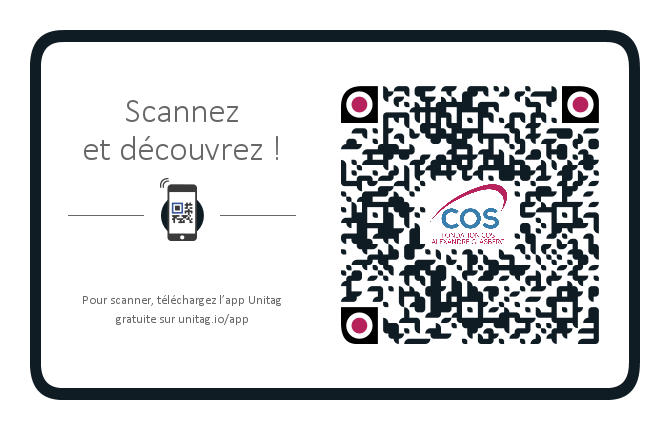 Scannez
et découvrez !
Pour scanner, téléchargez l'app Unitag
gratuite sur unitag.io/app
COS
FONDATION COS
ALEXANDRE GLASBERG